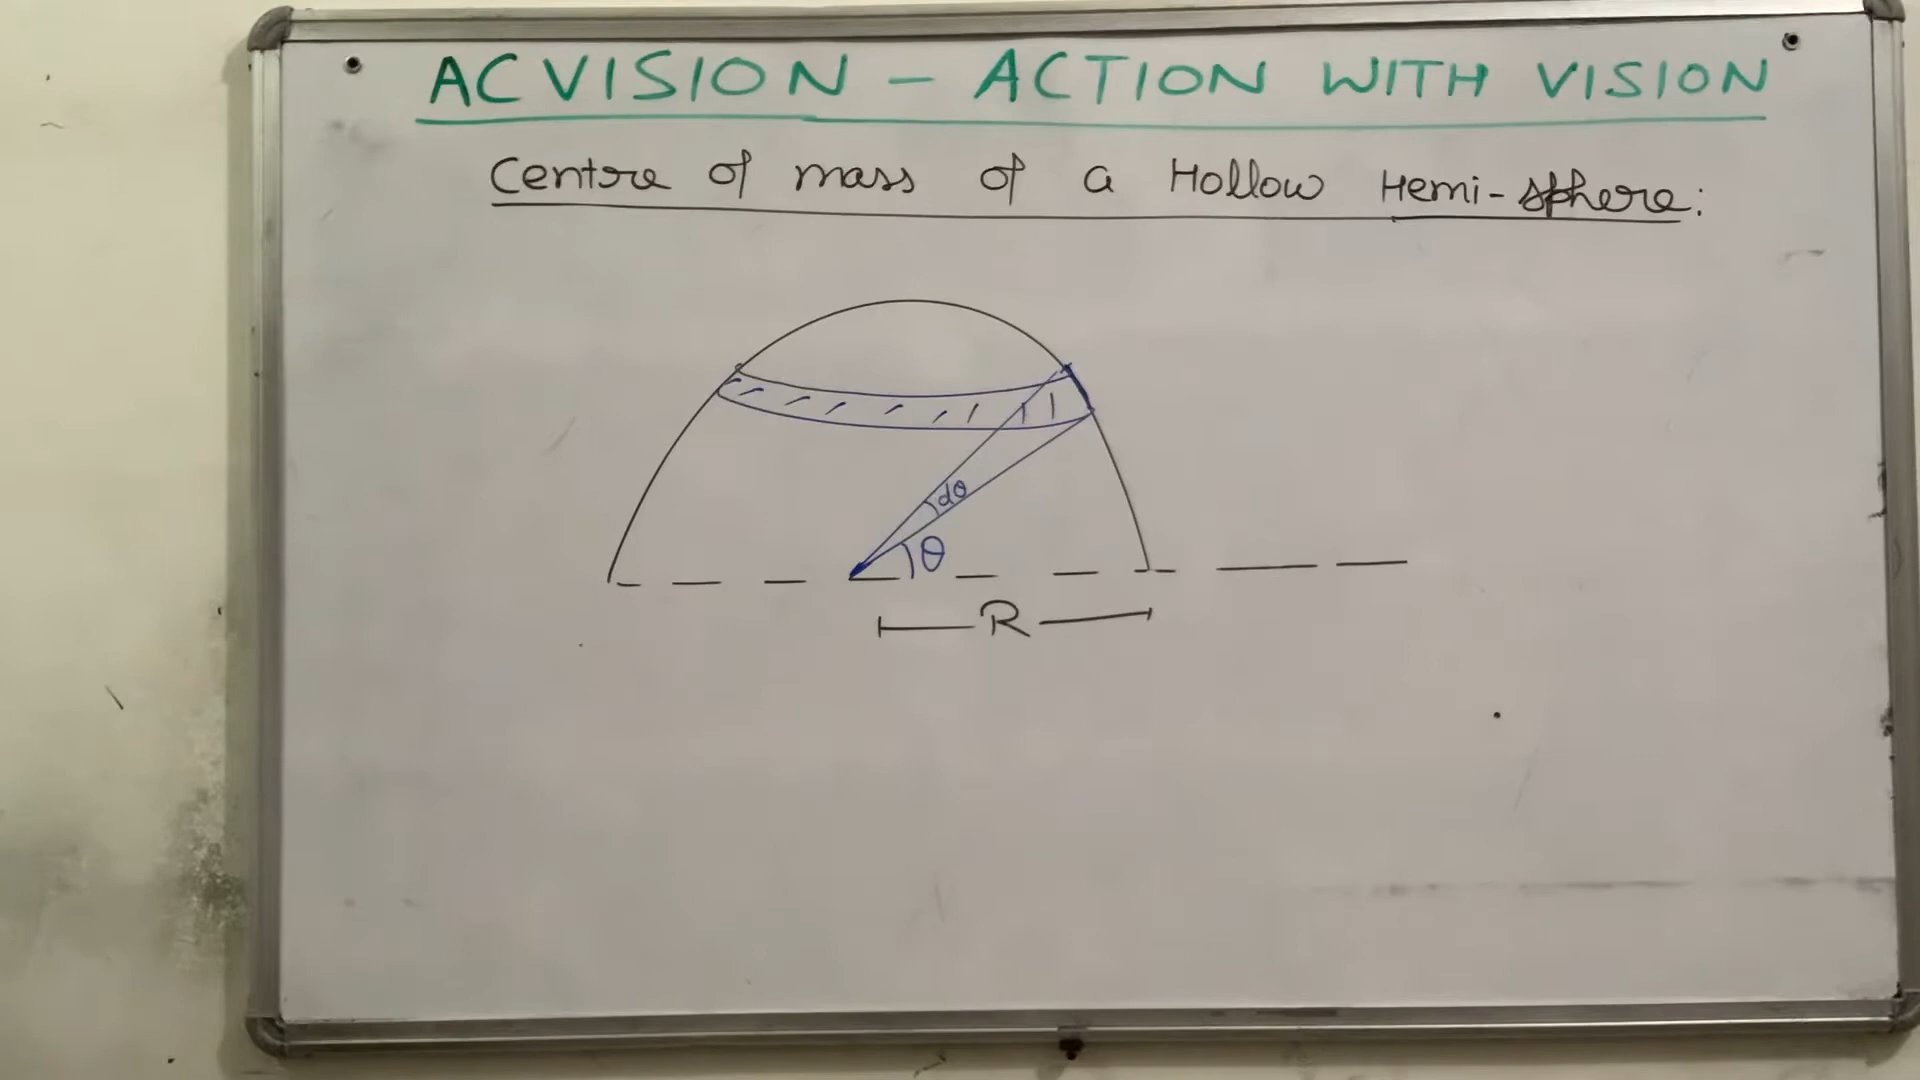 ACVISION - ACTION WITH VISION
Centre of mass of a Hollow Hemi-sphere:
dθ
θ
R